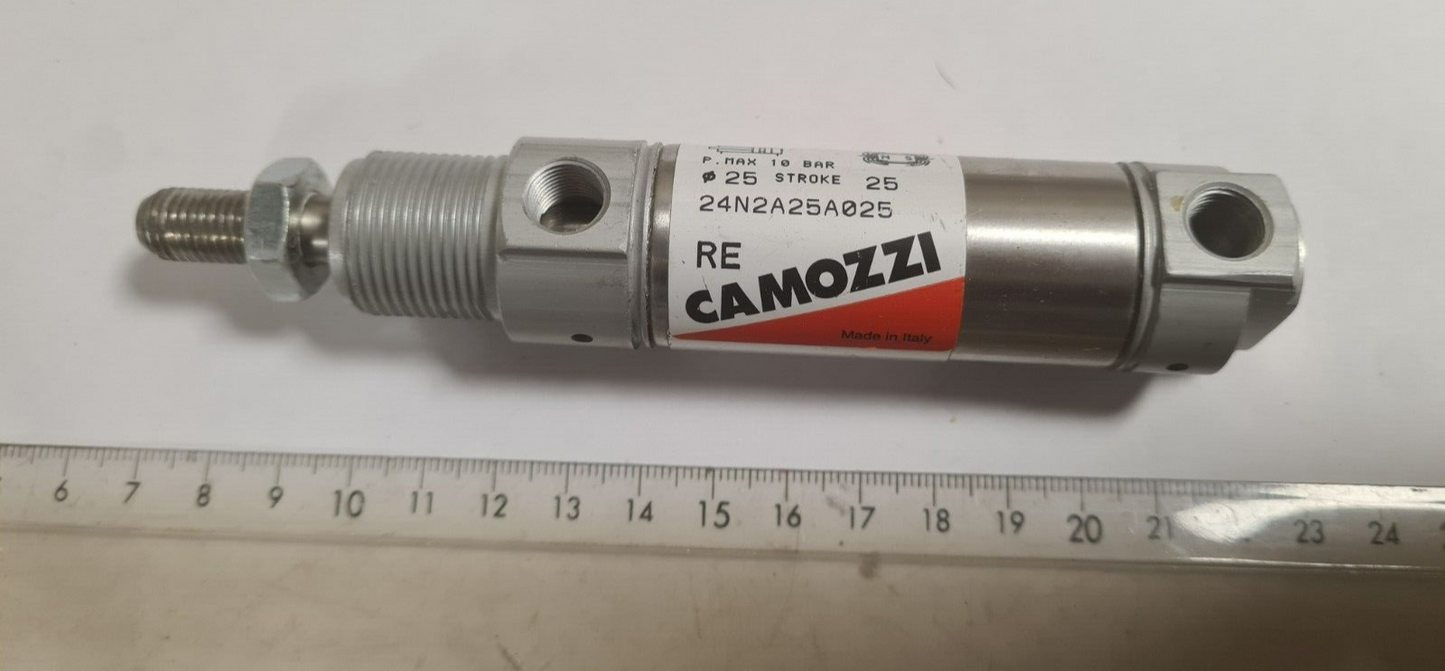 P.MAX 10 BAR
ø 25 STROKE 25
24N2A25A025
RE
CAMOZZI
Made in Italy
6 7 8 9 10 11 12 13 14 15 16 17 18 19 20 21 23 24